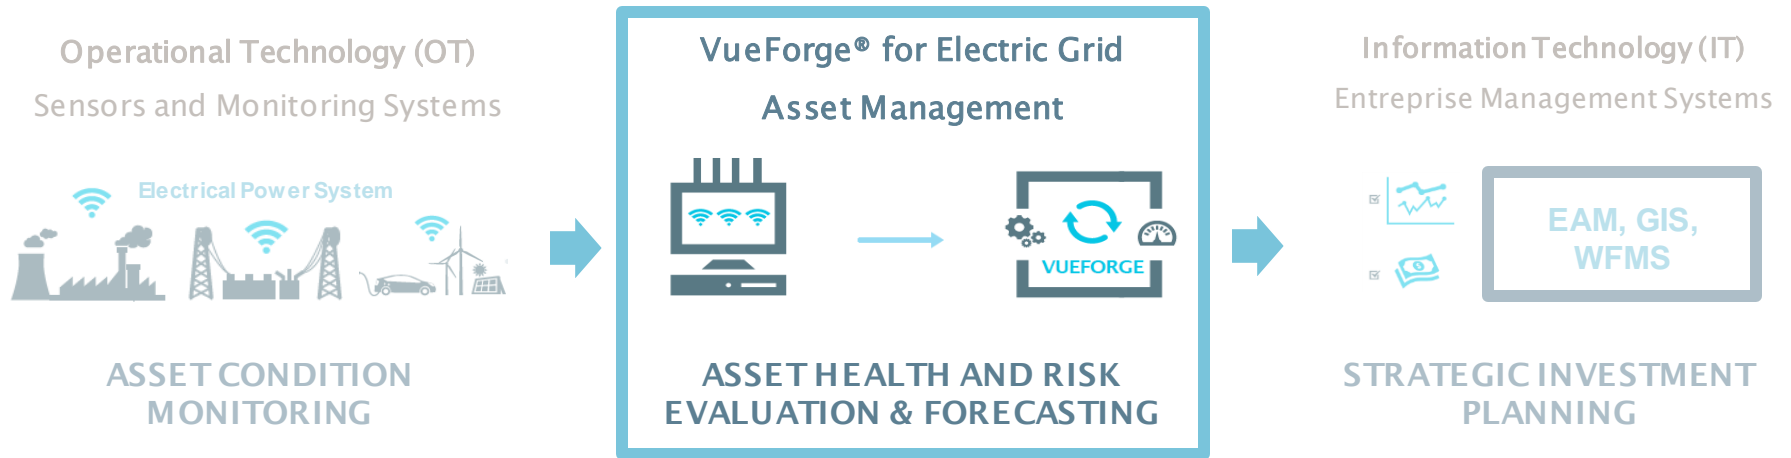 Operational Technology (OT)
Sensors and Monitoring Systems
Electrical Power System
ASSET CONDITION
MONITORING
VueForge® for Electric Grid
Asset Management
VUEFORGE
ASSET HEALTH AND RISK
EVALUATION & FORECASTING
Information Technology (IT)
Entreprise Management Systems
EAM, GIS,
WFMS
STRATEGIC INVESTMENT
PLANNING